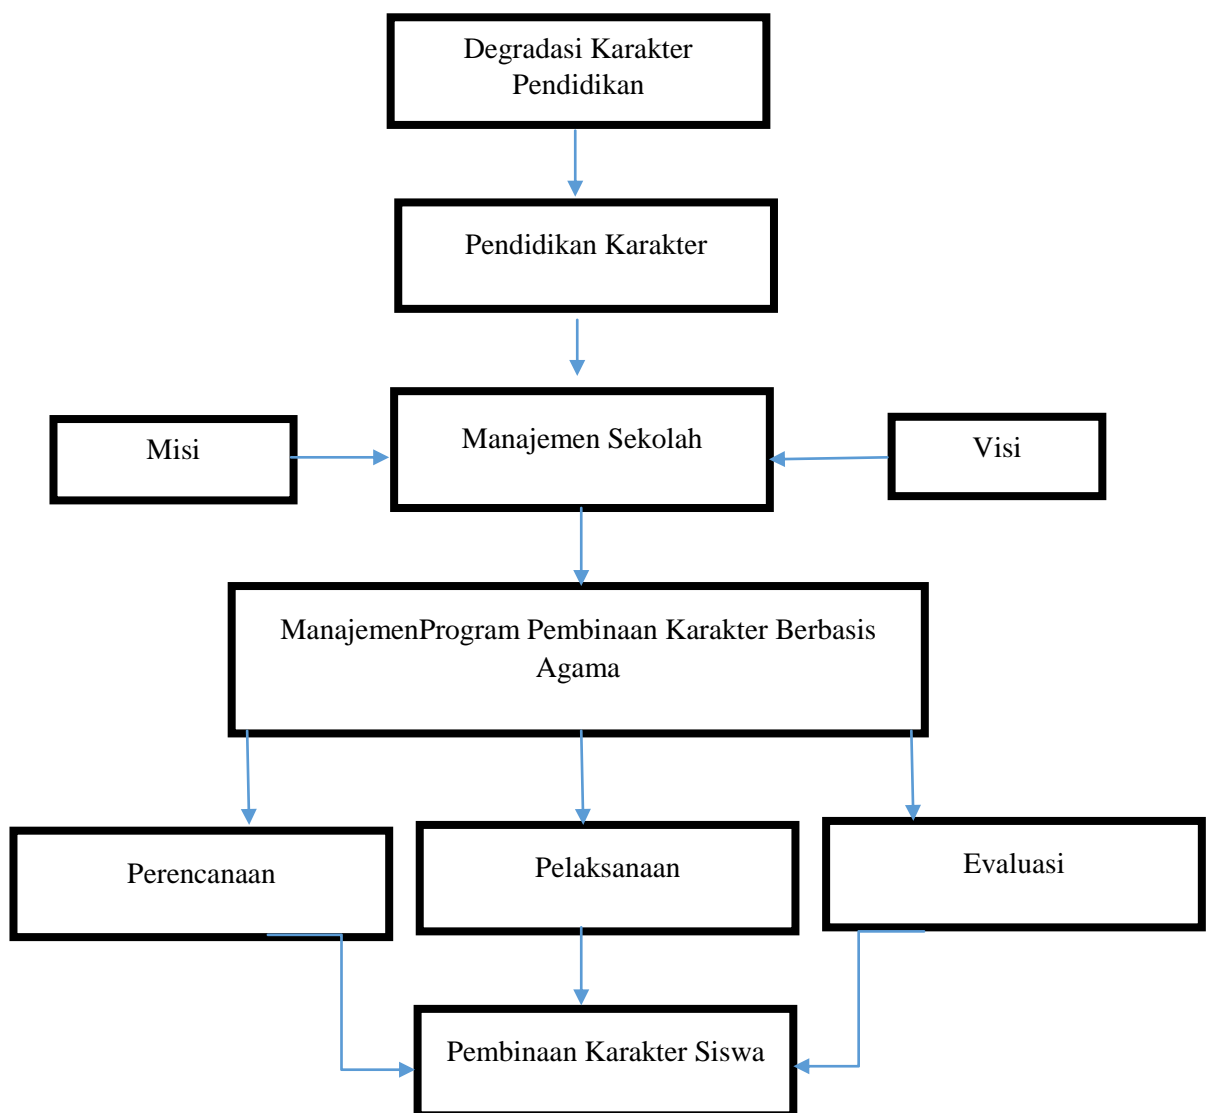 Degradasi Karakter
Pendidikan
Pendidikan Karakter
Manajemen Sekolah
Misi
Visi
ManajemenProgram Pembinaan Karakter Berbasis
Agama
Perencanaan
Pelaksanaan
Evaluasi
Pembinaan Karakter Siswa